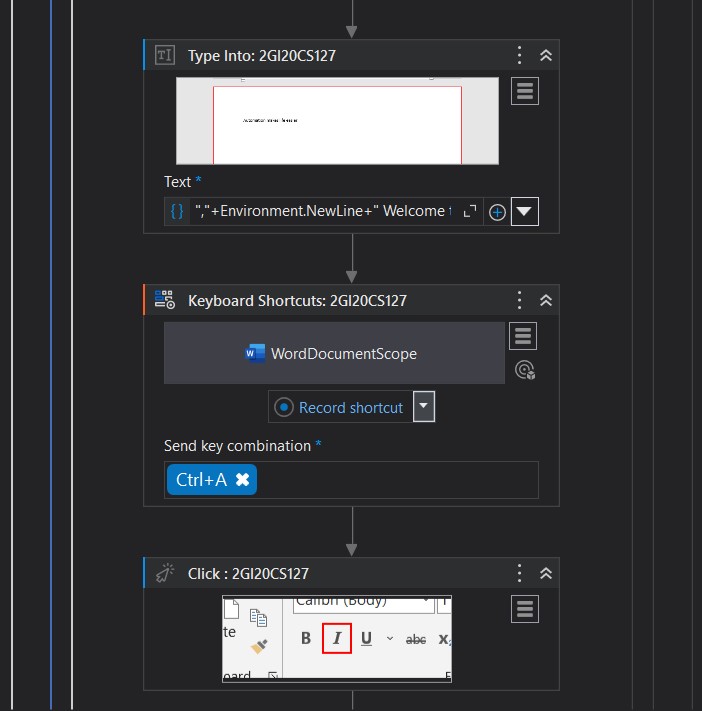 Type Into: 2GI20CS127
Text *
","+Environment.NewLine+" Welcome
Keyboard Shortcuts: 2GI20CS127
WordDocumentScope
Record shortcut
Send key combination *
Ctrl+A
Click : 2GI20CS127
Calibri (Body)
te
B I U abc x
oard